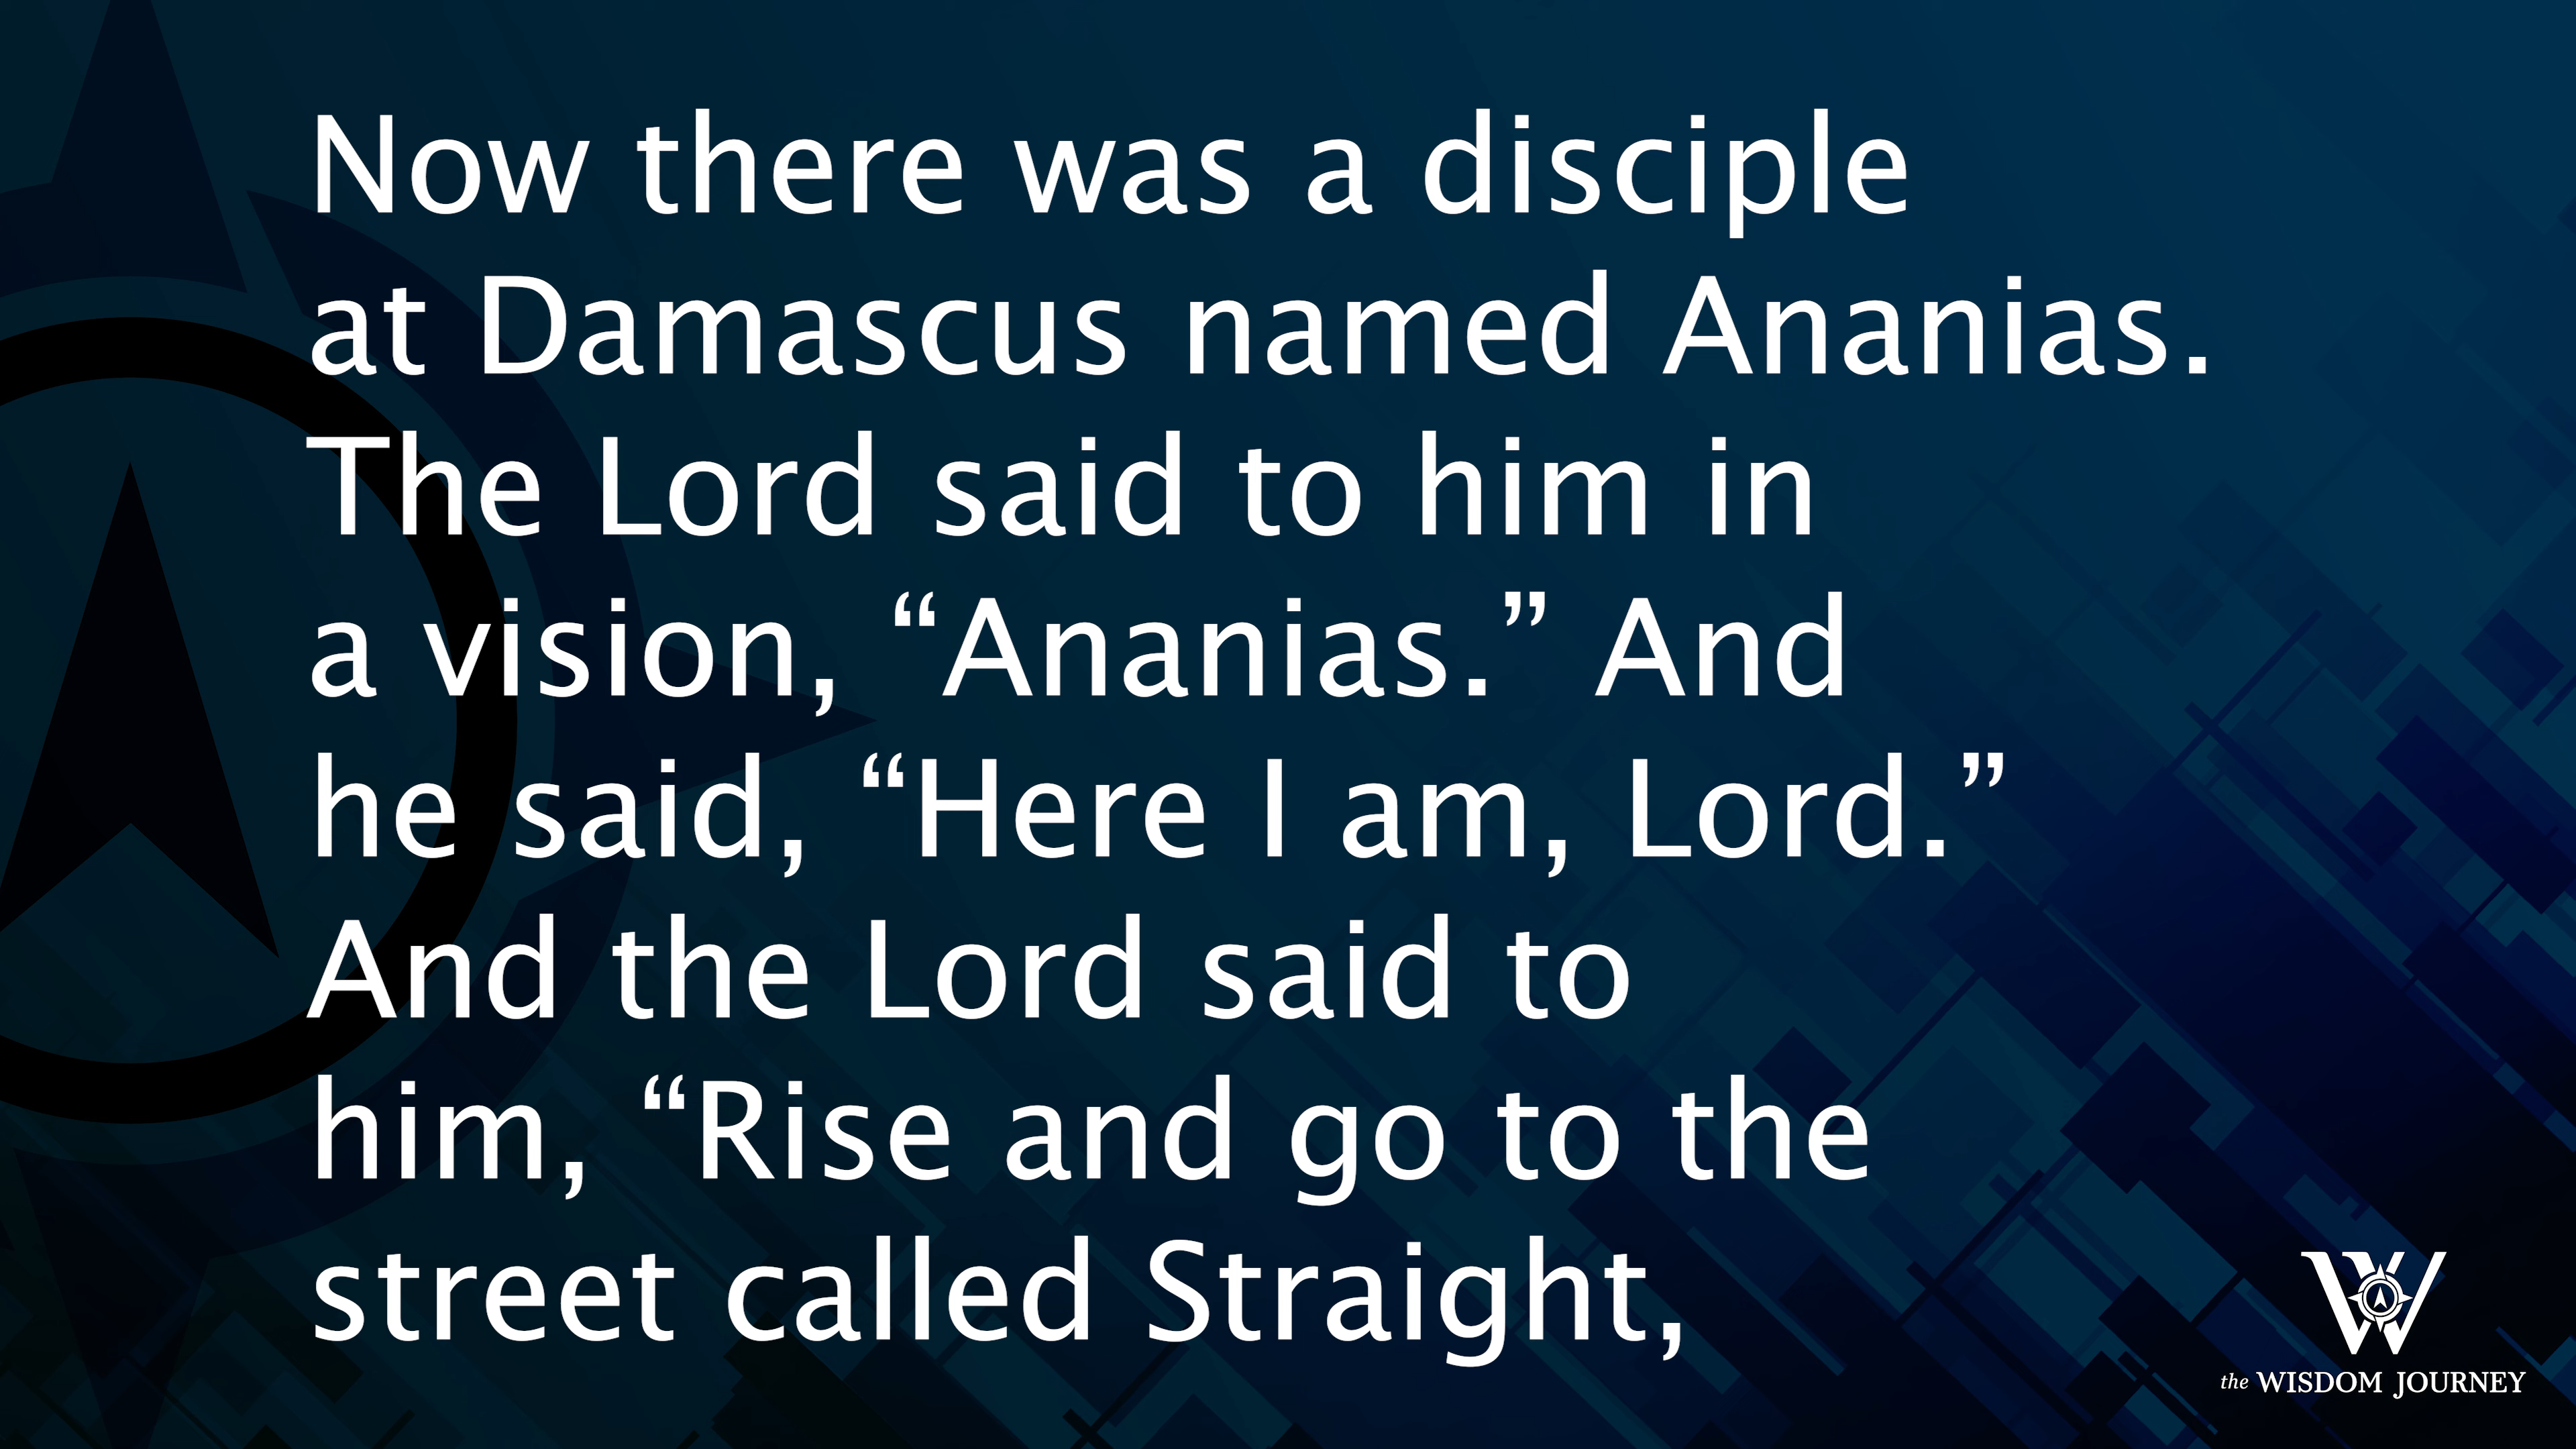 Now there was a disciple
at Damascus named Ananias.
The Lord said to him in
a vision, “Ananias.” And
he said, “Here I am, Lord.”
And the Lord said to
him, “Rise and go to the
street called Straight,
W
the WISDOM JOURNEY